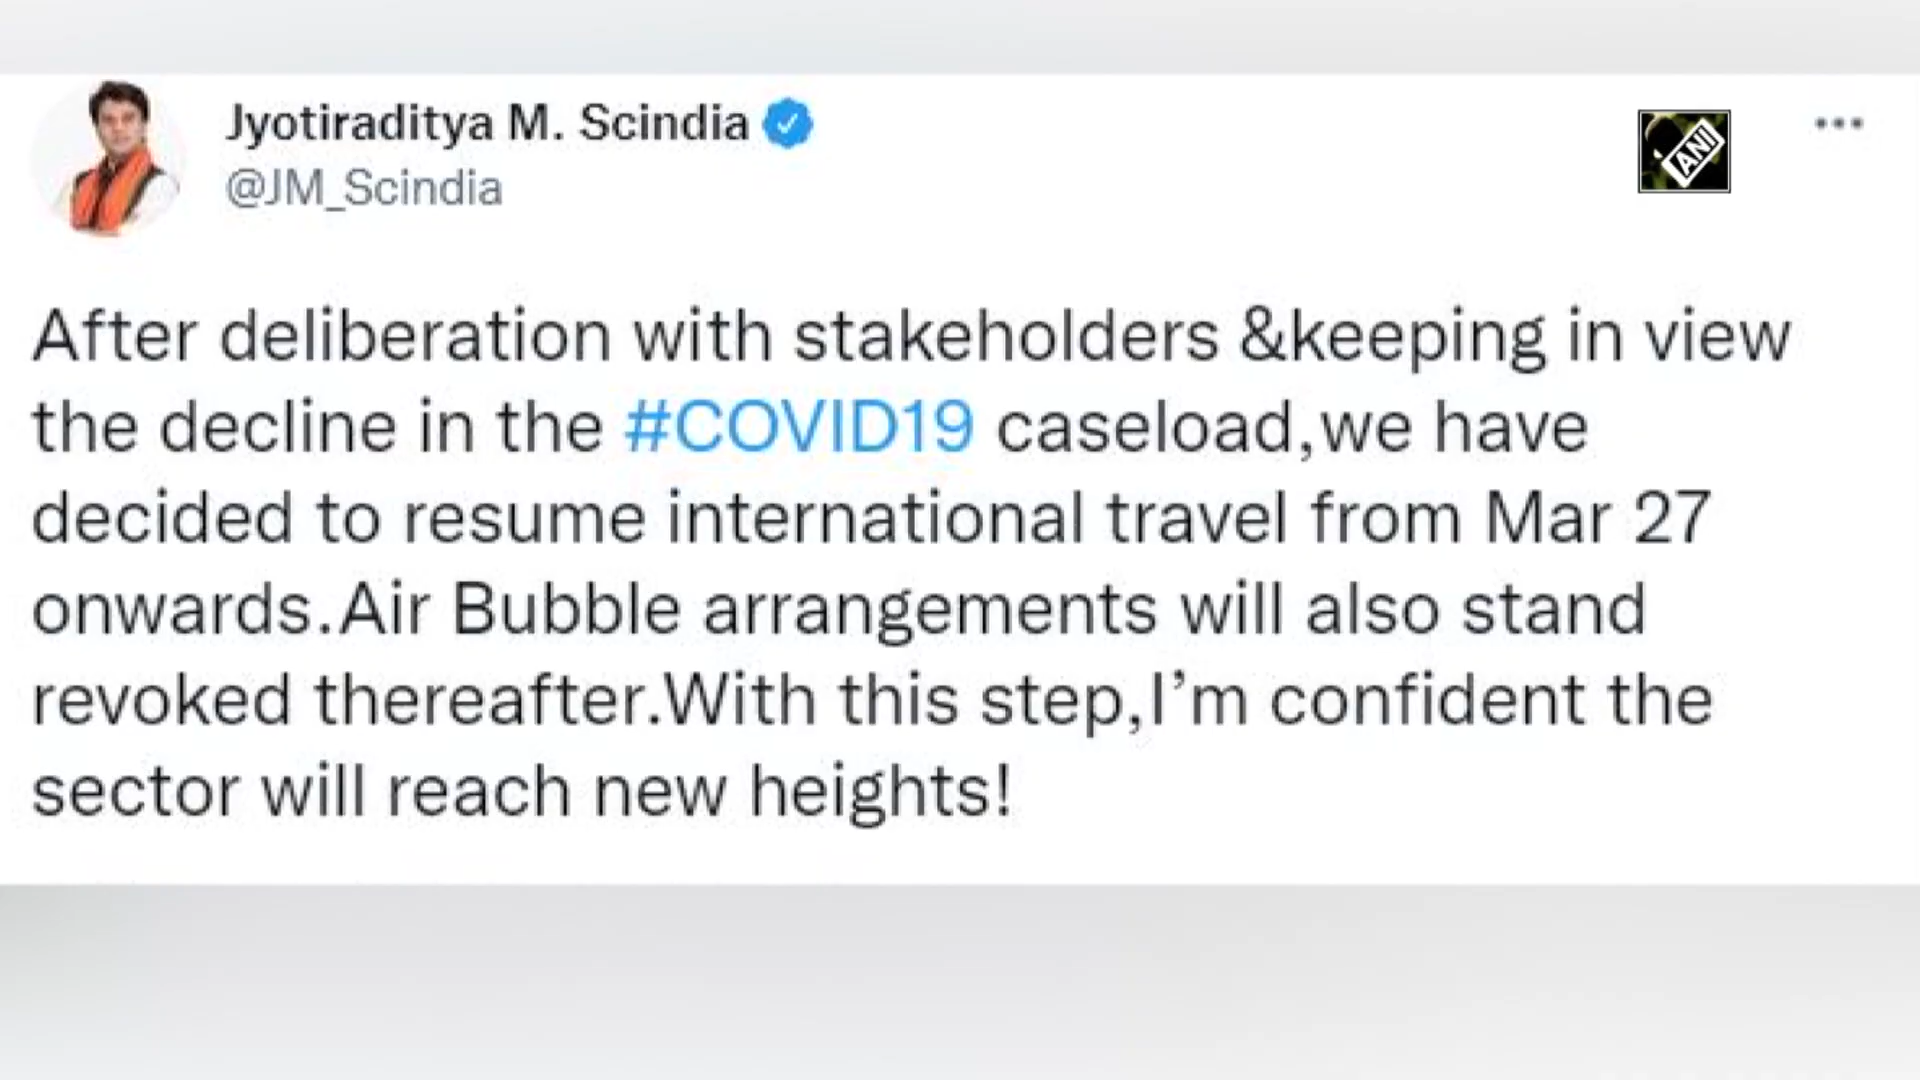 Jyotiraditya M. Scindia
@JM_Scindia
ANI
After deliberation with stakeholders &keeping in view
the decline in the #COVID19 caseload,we have
decided to resume international travel from Mar 27
onwards.Air Bubble arrangements will also stand
revoked thereafter.With this step,I’m confident the
sector will reach new heights!